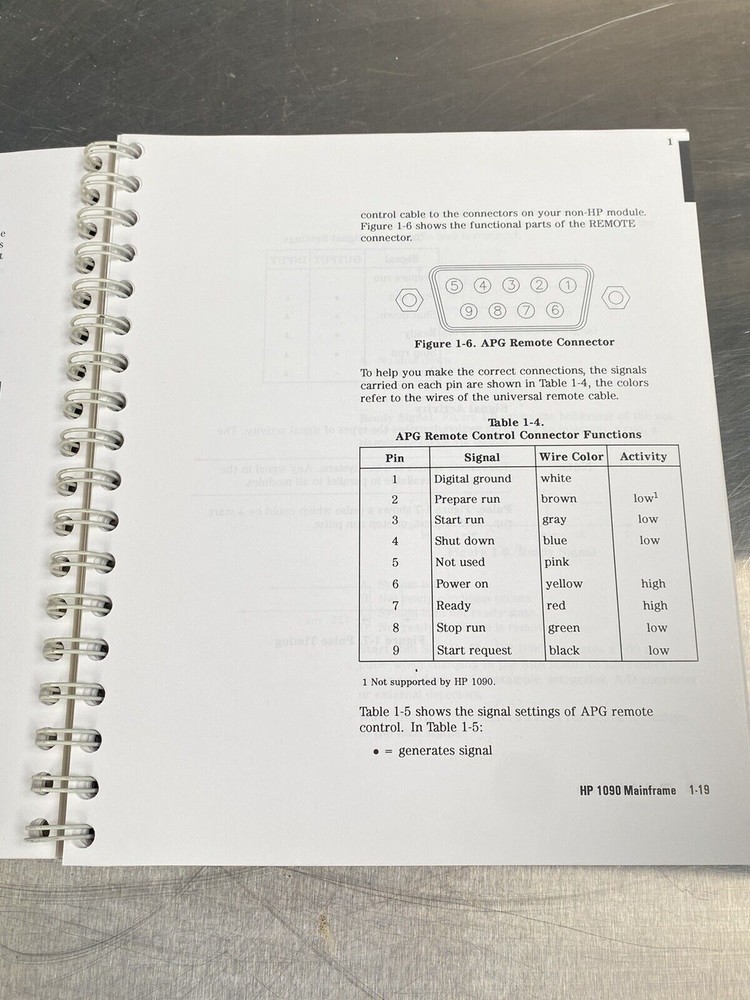 e
s
t
1
control cable to the connectors on your non-HP module.
Figure 1-6 shows the functional parts of the REMOTE
connector.
5 4 3 2 1
9 8 7 6
Figure 1-6. APG Remote Connector
To help you make the correct connections, the signals
carried on each pin are shown in Table 1-4, the colors
refer to the wires of the universal remote cable.
Table 1-4.
APG Remote Control Connector Functions
Pin Signal Wire Color Activity
1 Digital ground white
2 Prepare run brown low1
3 Start run gray low
4 Shut down blue low
5 Not used pink
6 Power on yellow high
7 Ready red high
8 Stop run green low
9 Start request black low
1 Not supported by HP 1090.
Table 1-5 shows the signal settings of APG remote
control. In Table 1-5:
• = generates signal
HP 1090 Mainframe 1-19